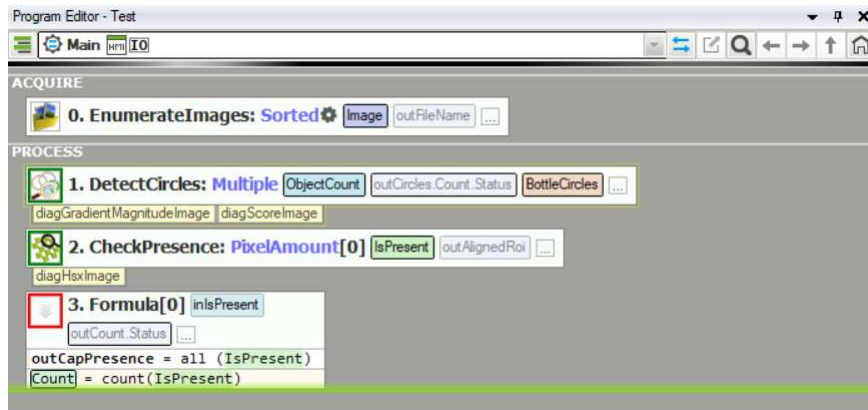 Program Editor - Test
Main HMI IO
ACQUIRE
0. EnumerateImages: Sorted Image outFileName ...
PROCESS
1. DetectCircles: Multiple ObjectCount outCircles.Count.Status BottleCircles ...
diagGradientMagnitudeImage diagScoreImage
2. CheckPresence: PixelAmount[0] IsPresent outAlignedRoi ...
diagHsxImage
3. Formula[0] inIsPresent
outCount.Status ...
outCapPresence = all (IsPresent)
Count = count(IsPresent)